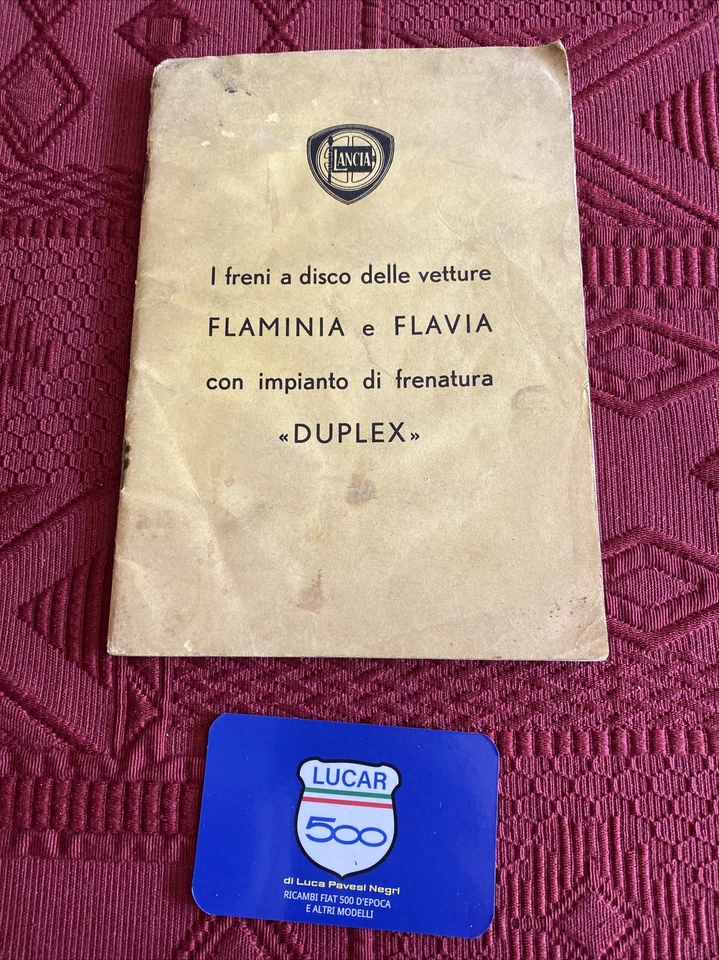 LANCIA
I freni a disco delle vetture
FLAMINIA e FLAVIA
con impianto di frenatura
«DUPLEX»
LUCAR
500
di Luca Pavesi Negri
RICAMBI FIAT 500 D'EPOCA
E ALTRI MODELLI